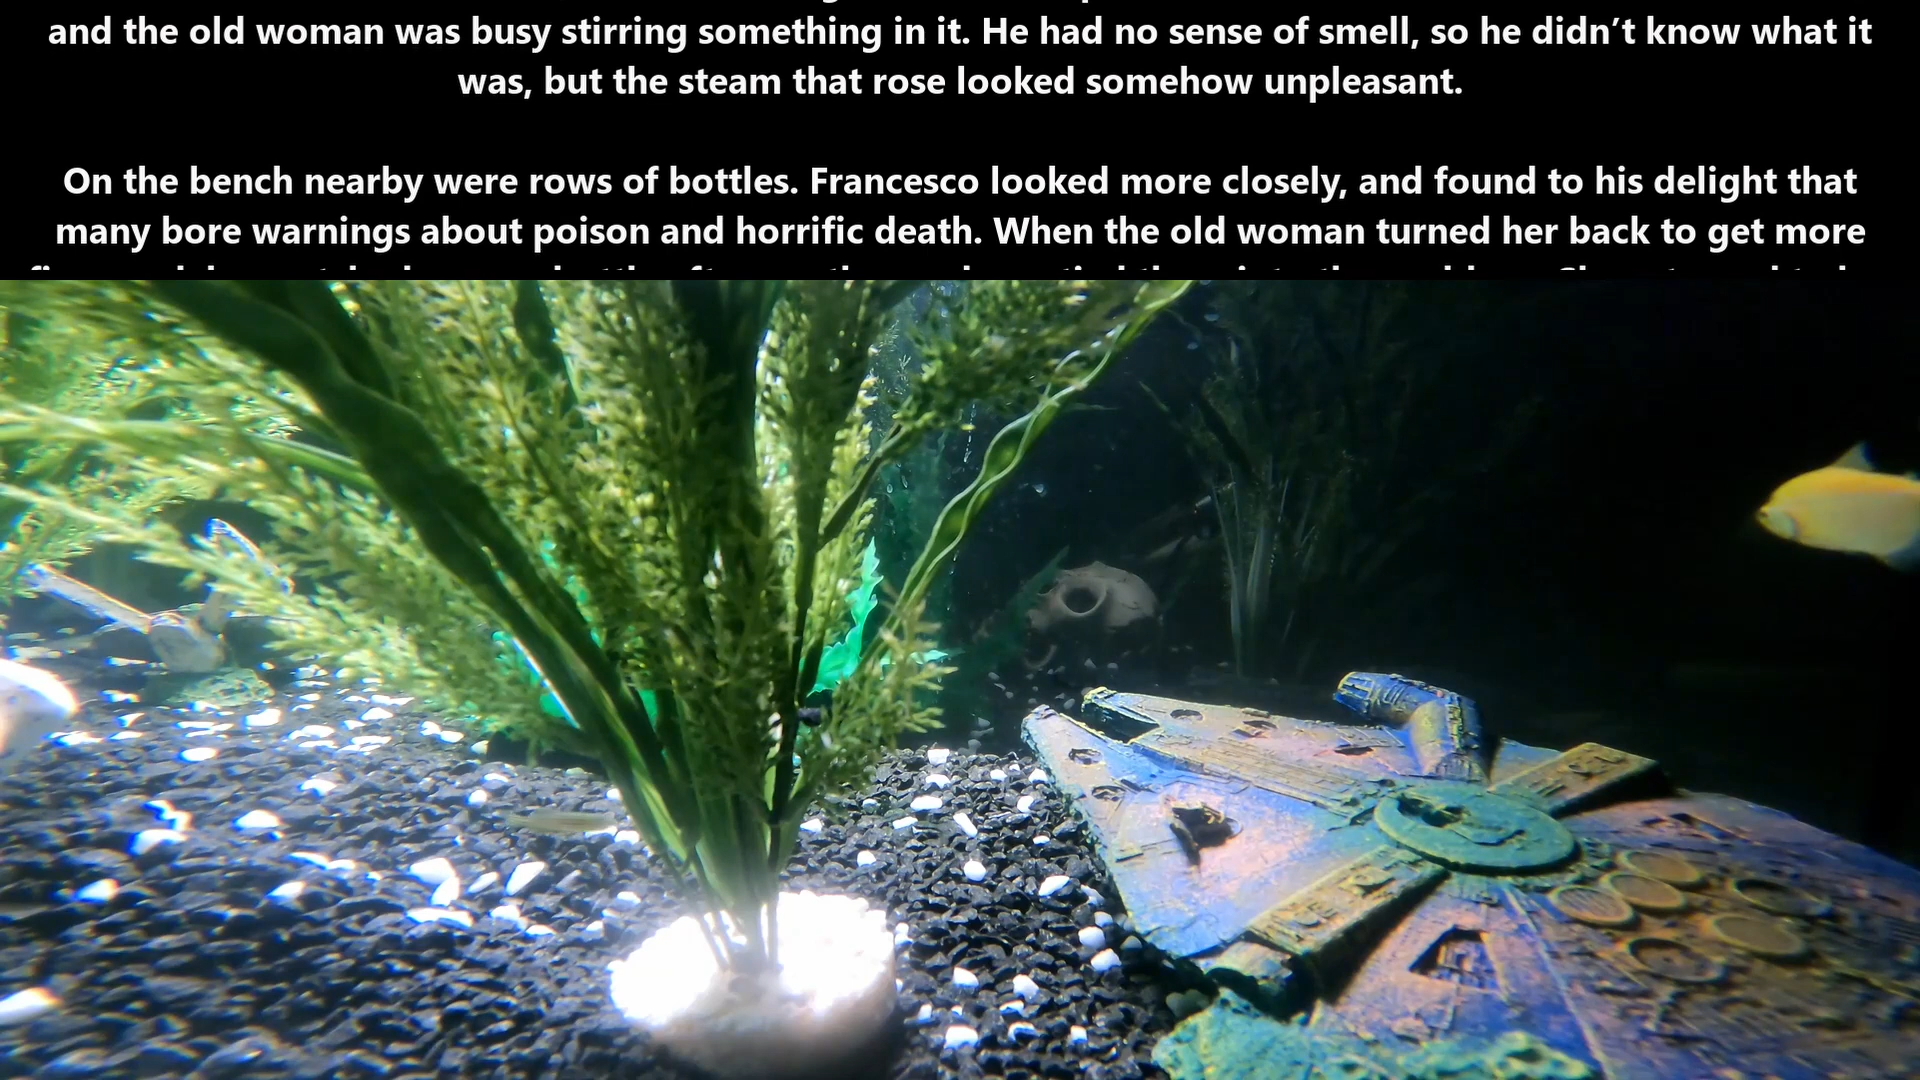 and the old woman was busy stirring something in it. He had no sense of smell, so he didn’t know what it
was, but the steam that rose looked somehow unpleasant.
On the bench nearby were rows of bottles. Francesco looked more closely, and found to his delight that
many bore warnings about poison and horrific death. When the old woman turned her back to get more